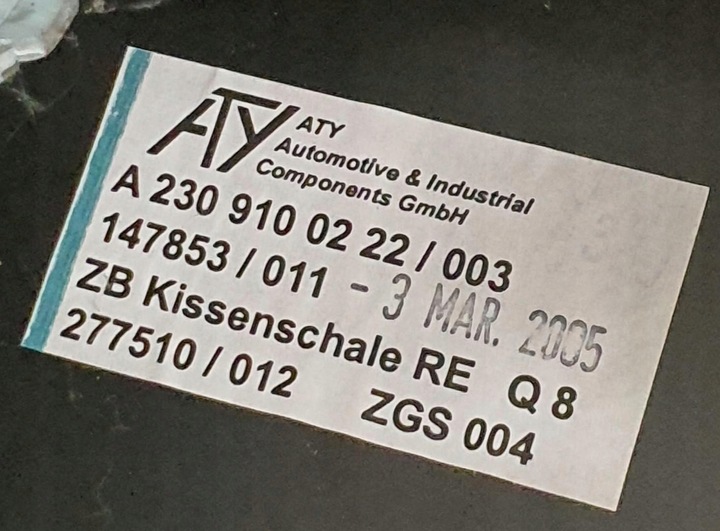 ATY
ATY
Automotive & Industrial
Components GmbH
A 230 910 02 22 / 003
147853 / 011 - 3 MAR. 2005
ZB Kissenschale RE Q 8
277510 / 012 ZGS 004